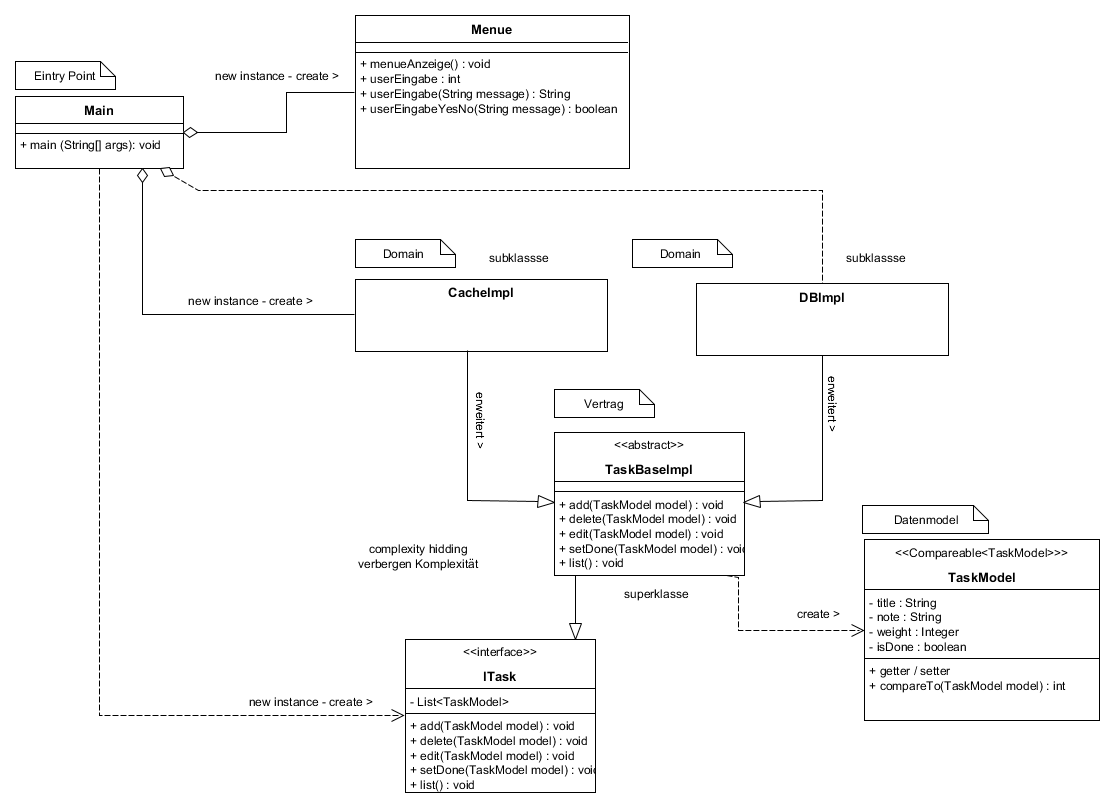 Menue
+ menueAnzeige() : void
+ userEingabe : int
+ userEingabe(String message) : String
+ userEingabeYesNo(String message) : boolean
Eintry Point
new instance - create >
Main
+ main (String[] args): void
Domain
subklassse
Domain
subklassse
CacheImpl
DBImpl
new instance - create >
erweitert >
erweitert >
Vertrag
<<abstract>>
TaskBaseImpl
+ add(TaskModel model) : void
+ delete(TaskModel model) : void
+ edit(TaskModel model) : void
+ setDone(TaskModel model) : void
+ list() : void
Datenmodel
<<Compareable<TaskModel>>>
TaskModel
- title : String
- note : String
- weight : Integer
- isDone : boolean
+ getter / setter
+ compareTo(TaskModel model) : int
complexity hidding
verbergen Komplexität
superklasse
create >
<<interface>>
ITask
- List<TaskModel>
+ add(TaskModel model) : void
+ delete(TaskModel model) : void
+ edit(TaskModel model) : void
+ setDone(TaskModel model) : void
+ list() : void
new instance - create >